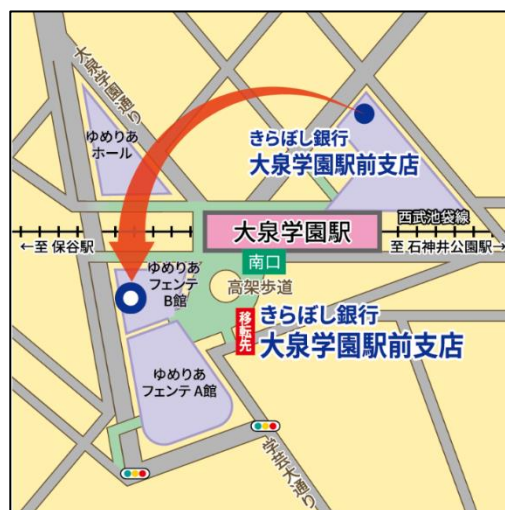 大泉学園通り
ゆめりあ
ホール
きらぼし銀行
大泉学園駅前支店
西武池袋線
大泉学園駅
←至 保谷駅
至 石神井公園駅→
南口
ゆめりあ
フェンテ
B館
高架歩道
移転先
きらぼし銀行
大泉学園駅前支店
ゆめりあ
フェンテ A館
学芸大通り